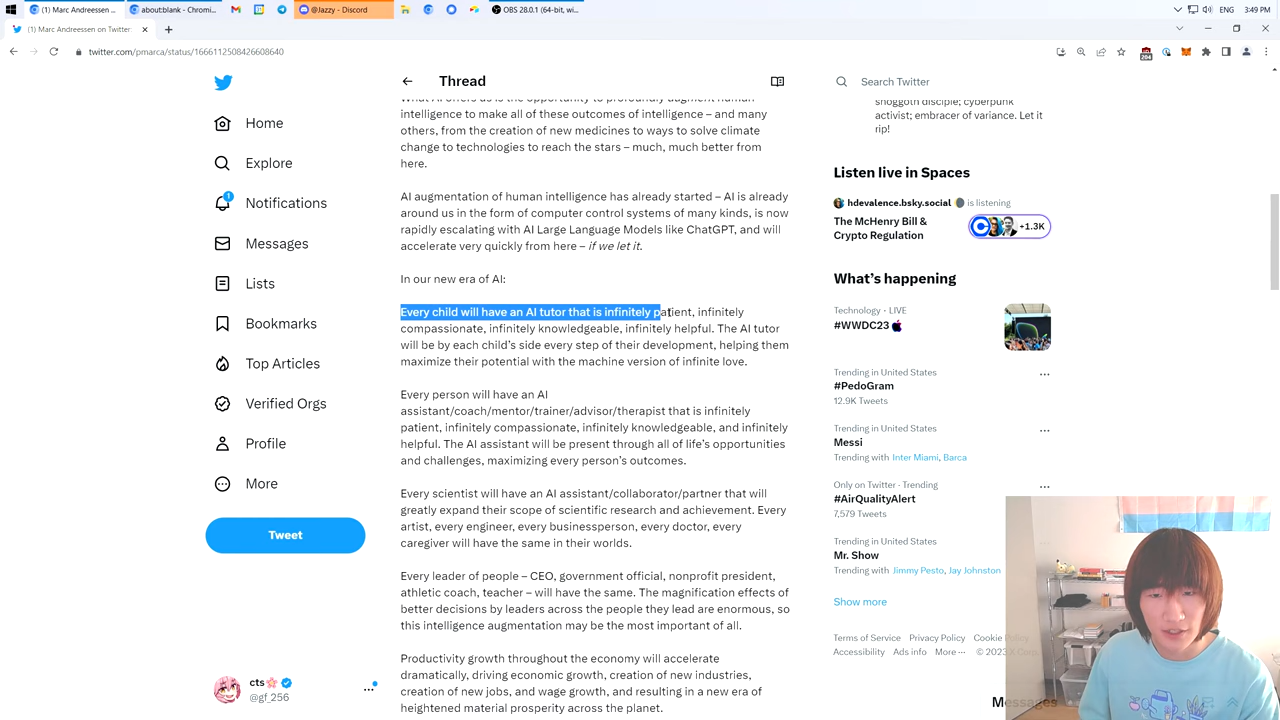 (1) Marc Andreessen ...
about:blank - Chromi...
@Jazzy - Discord
OBS 28.0.1 (64-bit, wi...
ENG
3:49 PM
(1) Marc Andreessen on Twitter
twitter.com/pmarca/status/1666112508426608640
204
Home
Explore
1
Notifications
Messages
Lists
Bookmarks
Top Articles
Verified Orgs
Profile
More
Tweet
cts🌸
@gf_256
Thread
What AI offers us is the opportunity to profoundly augment human
intelligence to make all of these outcomes of intelligence – and many
others, from the creation of new medicines to ways to solve climate
change to technologies to reach the stars – much, much better from
here.
AI augmentation of human intelligence has already started – AI is already
around us in the form of computer control systems of many kinds, is now
rapidly escalating with AI Large Language Models like ChatGPT, and will
accelerate very quickly from here – if we let it.
In our new era of AI:
Every child will have an AI tutor that is infinitely patient, infinitely
compassionate, infinitely knowledgeable, infinitely helpful. The AI tutor
will be by each child’s side every step of their development, helping them
maximize their potential with the machine version of infinite love.
Every person will have an AI
assistant/coach/mentor/trainer/advisor/therapist that is infinitely
patient, infinitely compassionate, infinitely knowledgeable, and infinitely
helpful. The AI assistant will be present through all of life’s opportunities
and challenges, maximizing every person’s outcomes.
Every scientist will have an AI assistant/collaborator/partner that will
greatly expand their scope of scientific research and achievement. Every
artist, every engineer, every businessperson, every doctor, every
caregiver will have the same in their worlds.
Every leader of people – CEO, government official, nonprofit president,
athletic coach, teacher – will have the same. The magnification effects of
better decisions by leaders across the people they lead are enormous, so
this intelligence augmentation may be the most important of all.
Productivity growth throughout the economy will accelerate
dramatically, driving economic growth, creation of new industries,
creation of new jobs, and wage growth, and resulting in a new era of
heightened material prosperity across the planet.
Search Twitter
shoggoth disciple; cyberpunk
activist; embracer of variance. Let it
rip!
Listen live in Spaces
hdevalence.bsky.social is listening
The McHenry Bill &
Crypto Regulation
+1.3K
What’s happening
Technology · LIVE
#WWDC23
Trending in United States
#PedoGram
12.9K Tweets
Trending in United States
Messi
Trending with Inter Miami, Barca
Only on Twitter · Trending
#AirQualityAlert
7,579 Tweets
Trending in United States
Mr. Show
Trending with Jimmy Pesto, Jay Johnston
Show more
Terms of Service Privacy Policy Cookie Policy
Accessibility Ads info More ··· © 2023 X Corp.
Messages